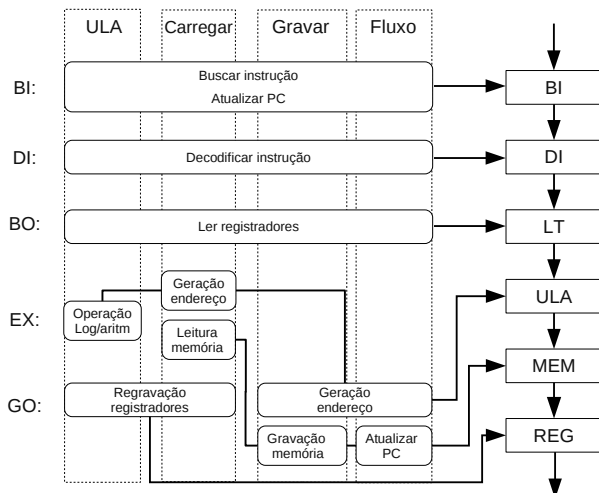 ULA Carregar Gravar Fluxo
BI:
Buscar instrução
Atualizar PC
BI
DI:
Decodificar instrução
DI
BO:
Ler registradores
LT
Geração
endereço
ULA
EX:
Operação
Log/aritm
Leitura
memória
MEM
GO:
Regravação
registradores
Geração
endereço
Gravação
memória
Atualizar
PC
REG